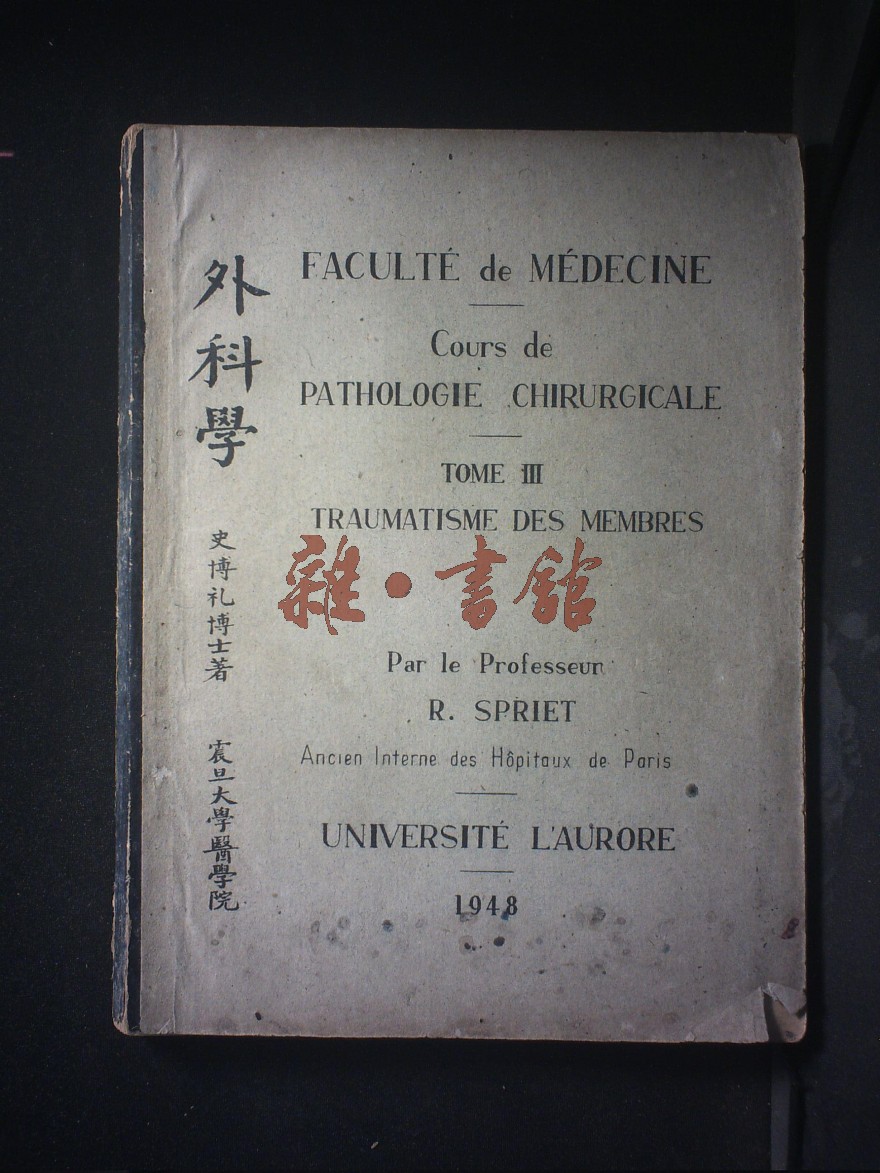 外科學
史博礼博士著
震旦大學醫學院
FACULTÉ de MÉDECINE
Cours de
PATHOLOGIE CHIRURGICALE
TOME III
TRAUMATISME DES MEMBRES
雜·書館
Par le Professeur
R. SPRIET
Ancien Interne des Hôpitaux de Paris
UNIVERSITÉ L'AURORE
1948